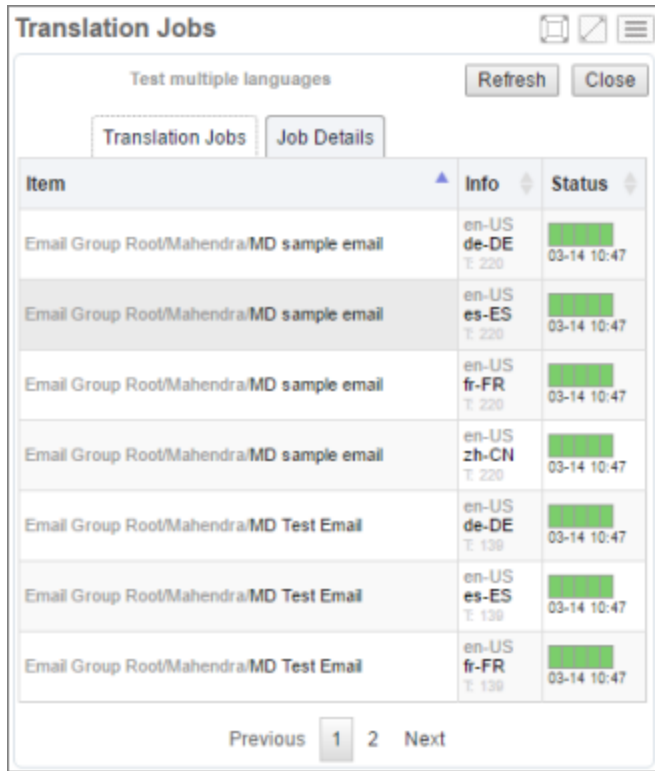 Translation Jobs
Test multiple languages Refresh Close
Translation Jobs Job Details
Item Info Status
Email Group Root/Mahendra/MD sample email en-US de-DE T: 220 03-14 10:47
Email Group Root/Mahendra/MD sample email en-US es-ES T: 220 03-14 10:47
Email Group Root/Mahendra/MD sample email en-US fr-FR T: 220 03-14 10:47
Email Group Root/Mahendra/MD sample email en-US zh-CN T: 220 03-14 10:47
Email Group Root/Mahendra/MD Test Email en-US de-DE T: 139 03-14 10:47
Email Group Root/Mahendra/MD Test Email en-US es-ES T: 139 03-14 10:47
Email Group Root/Mahendra/MD Test Email en-US fr-FR T: 139 03-14 10:47
Previous 1 2 Next